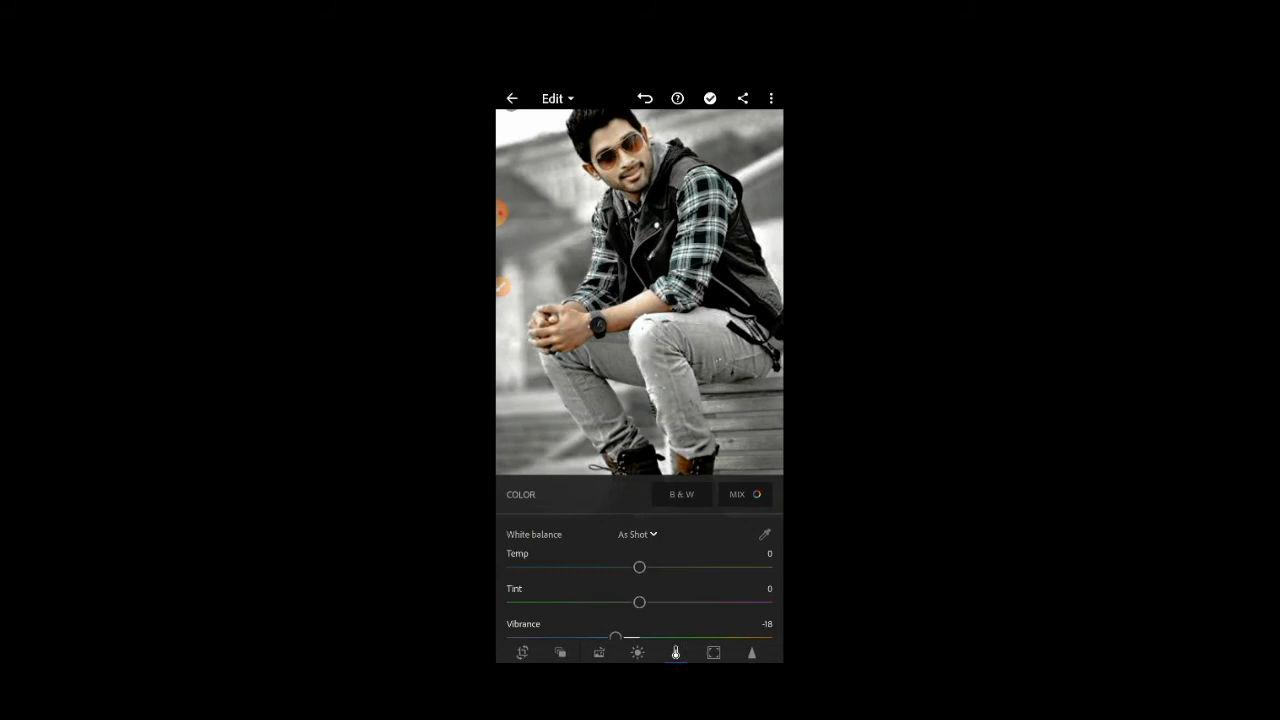 Edit
COLOR
B & W
MIX
White balance
As Shot
Temp
0
Tint
0
Vibrance
-18